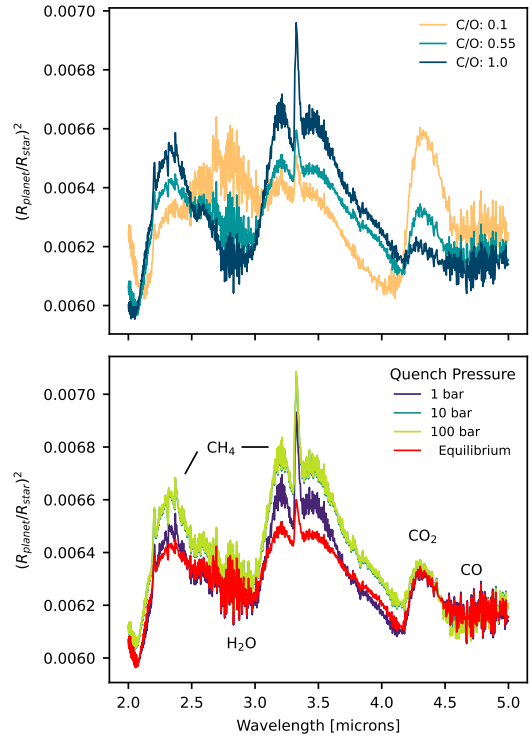 0.0070
0.0068
0.0066
0.0064
0.0062
0.0060
(R_planet/R_star)^2
C/O: 0.1
C/O: 0.55
C/O: 1.0
0.0070
0.0068
0.0066
0.0064
0.0062
0.0060
(R_planet/R_star)^2
Quench Pressure
1 bar
10 bar
100 bar
Equilibrium
CH4
CO2
CO
H2O
2.0 2.5 3.0 3.5 4.0 4.5 5.0
Wavelength [microns]